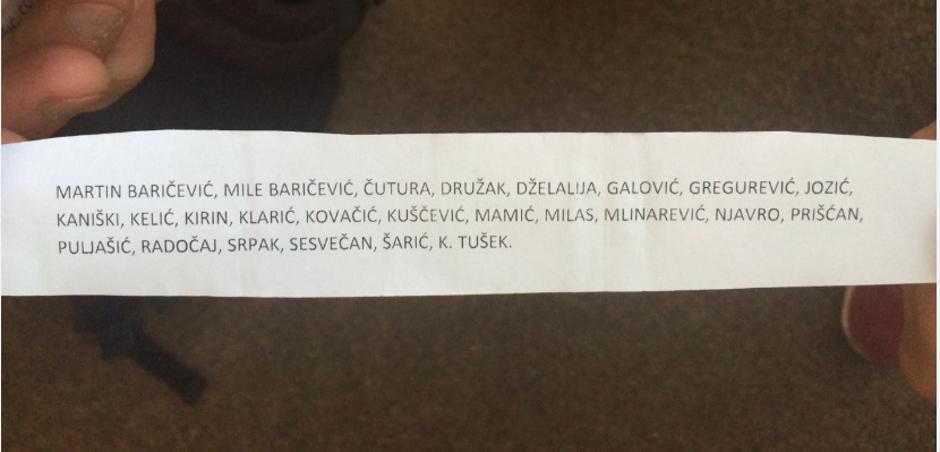 MARTIN BARIČEVIĆ, MILE BARIČEVIĆ, ČUTURA, DRUŽAK, DŽELALIJA, GALOVIĆ, GREGUREVIĆ, JOZIĆ,
KANIŠKI, KELIĆ, KIRIN, KLARIĆ, KOVAČIĆ, KUŠČEVIĆ, MAMIĆ, MILAS, MLINAREVIĆ, NJAVRO, PRIŠĆAN,
PULJAŠIĆ, RADOČAJ, SRPAK, SESVEČAN, ŠARIĆ, K. TUŠEK.